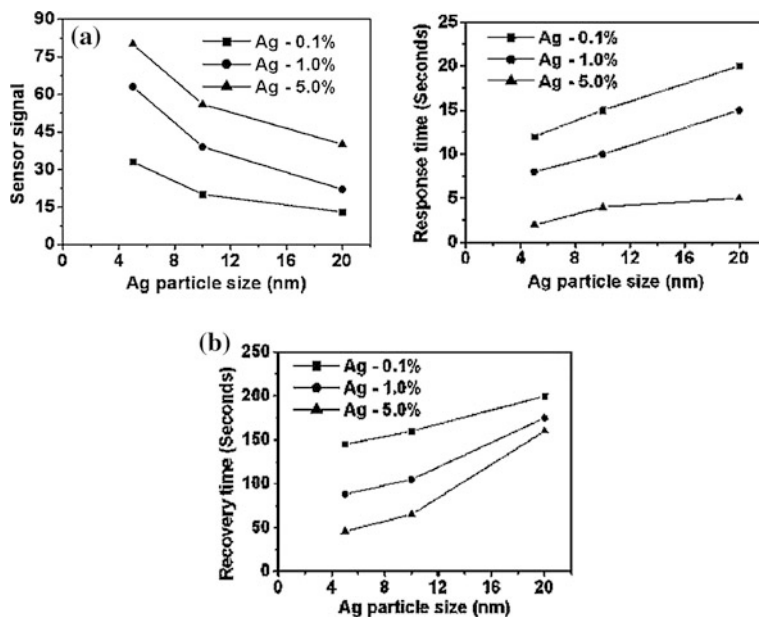 (a)
Ag - 0.1%
Ag - 1.0%
Ag - 5.0%
Sensor signal
90
75
60
45
30
15
0
0 4 8 12 16 20
Ag particle size (nm)
Ag - 0.1%
Ag - 1.0%
Ag - 5.0%
Response time (Seconds)
25
20
15
10
5
0
0 4 8 12 16 20
Ag particle size (nm)
(b)
Ag - 0.1%
Ag - 1.0%
Ag - 5.0%
Recovery time (Seconds)
250
200
150
100
50
0
0 4 8 12 16 20
Ag particle size (nm)